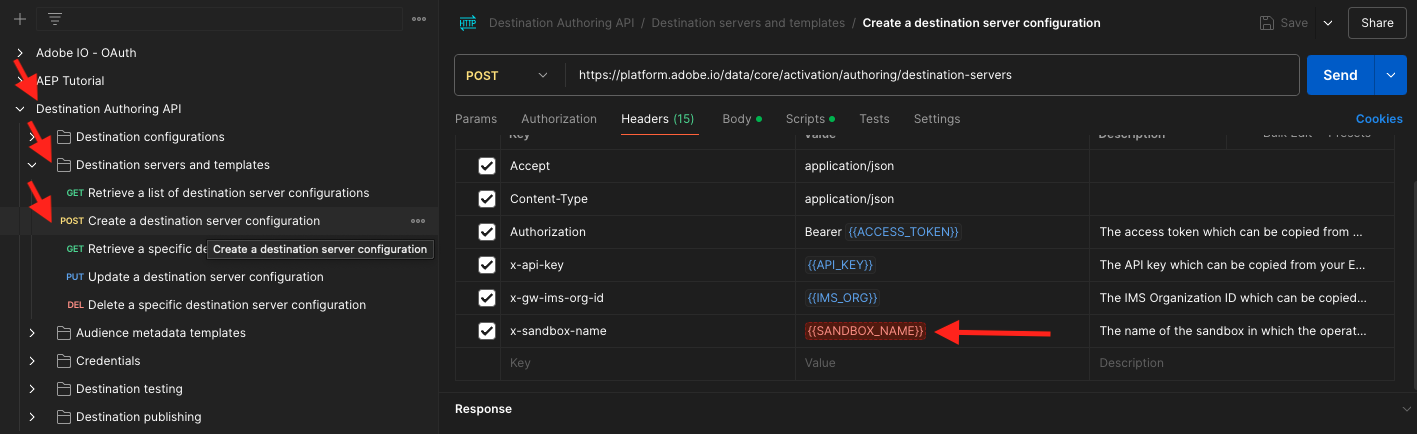 Adobe IO - OAuth
AEP Tutorial
Destination Authoring API
Destination configurations
Destination servers and templates
GET Retrieve a list of destination server configurations
POST Create a destination server configuration
GET Retrieve a specific de
Create a destination server configuration
PUT Update a destination server configuration
DEL Delete a specific destination server configuration
Audience metadata templates
Credentials
Destination testing
Destination publishing
HTTP Destination Authoring API / Destination servers and templates / Create a destination server configuration
Save
Share
POST https://platform.adobe.io/data/core/activation/authoring/destination-servers
Send
Params Authorization Headers (15) Body Scripts Tests Settings Cookies
Key Value Description Bulk Edit Presets
Accept application/json
Content-Type application/json
Authorization Bearer {{ACCESS_TOKEN}} The access token which can be copied from ...
x-api-key {{API_KEY}} The API key which can be copied from your E...
x-gw-ims-org-id {{IMS_ORG}} The IMS Organization ID which can be copied...
x-sandbox-name {{SANDBOX_NAME}} The name of the sandbox in which the operat...
Key Value Description
Response